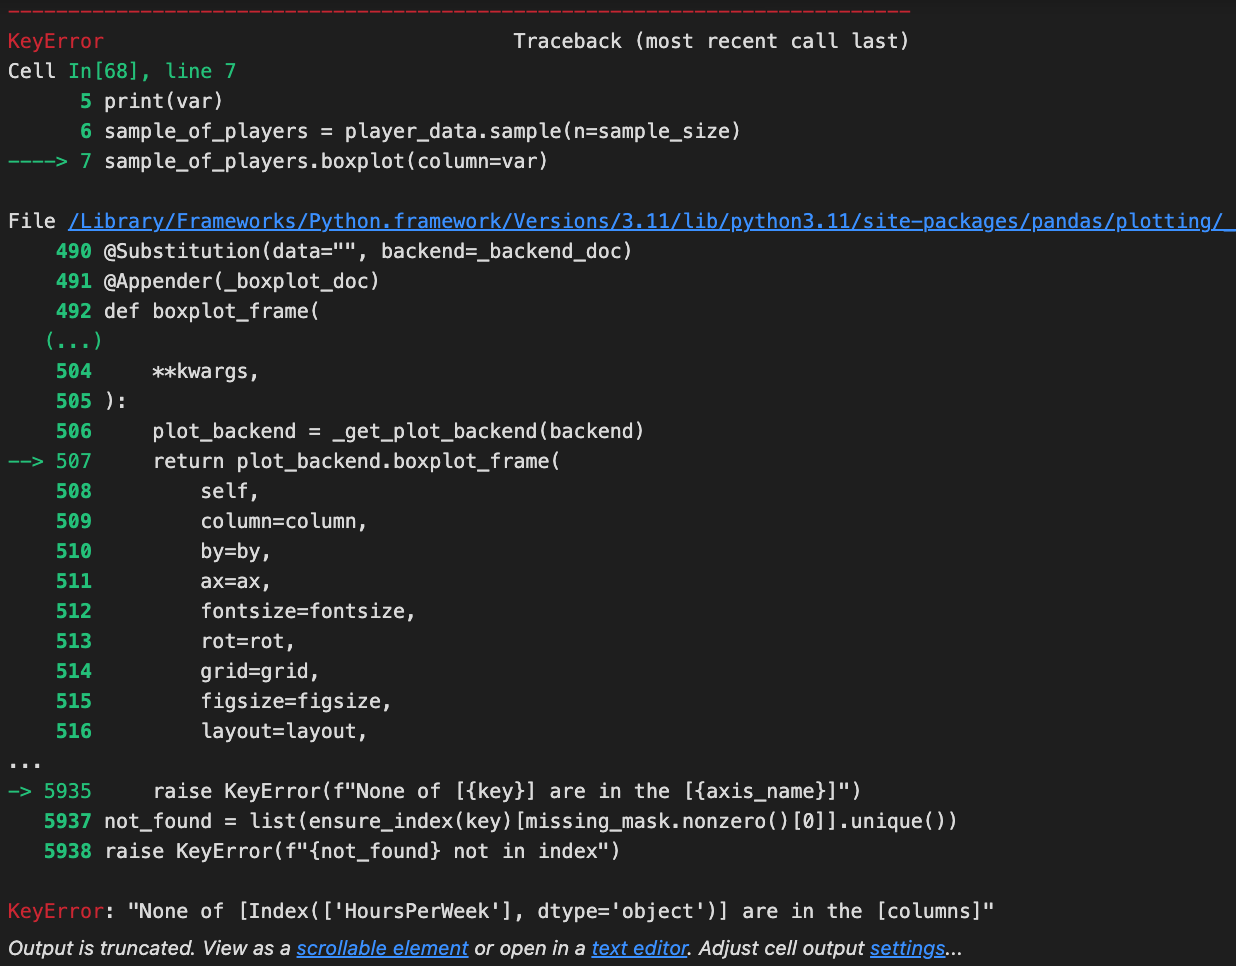 ---------------------------------------------------------------------------
KeyError                                  Traceback (most recent call last)
Cell In[68], line 7
      5 print(var)
      6 sample_of_players = player_data.sample(n=sample_size)
----> 7 sample_of_players.boxplot(column=var)
File /Library/Frameworks/Python.framework/Versions/3.11/lib/python3.11/site-packages/pandas/plotting/_
    490 @Substitution(data="", backend=_backend_doc)
    491 @Appender(_boxplot_doc)
    492 def boxplot_frame(
   (...)
    504     **kwargs,
    505 ):
    506     plot_backend = _get_plot_backend(backend)
--> 507     return plot_backend.boxplot_frame(
    508         self,
    509         column=column,
    510         by=by,
    511         ax=ax,
    512         fontsize=fontsize,
    513         rot=rot,
    514         grid=grid,
    515         figsize=figsize,
    516         layout=layout,
...
-> 5935     raise KeyError(f"None of [{key}] are in the [{axis_name}]")
   5937 not_found = list(ensure_index(key)[missing_mask.nonzero()[0]].unique())
   5938 raise KeyError(f"{not_found} not in index")
KeyError: "None of [Index(['HoursPerWeek'], dtype='object')] are in the [columns]"
Output is truncated. View as a scrollable element or open in a text editor. Adjust cell output settings...